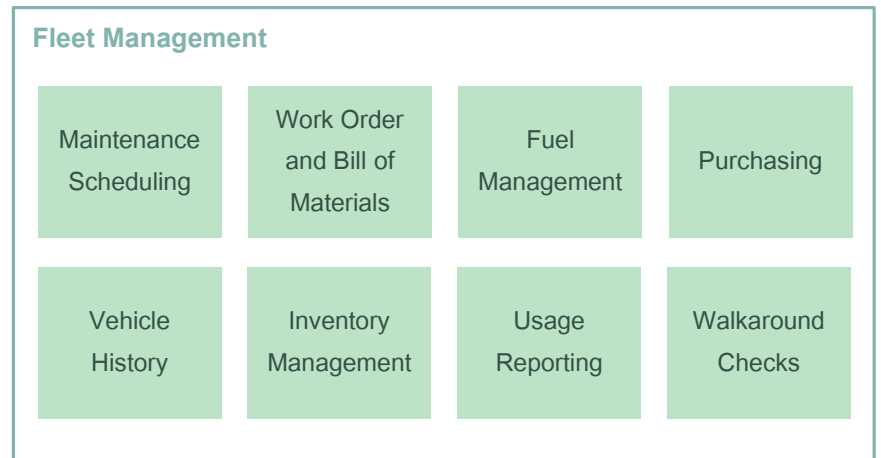 Fleet Management
Maintenance
Scheduling
Work Order
and Bill of
Materials
Fuel
Management
Purchasing
Vehicle
History
Inventory
Management
Usage
Reporting
Walkaround
Checks